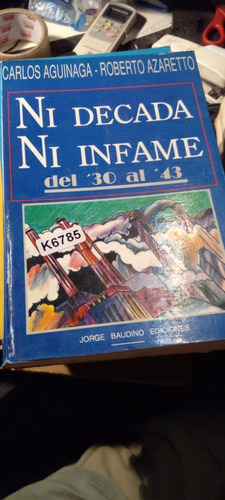 CARLOS AGUINAGA - ROBERTO AZARETTO
NI DECADA
NI INFAME
del '30 al '43
K6785
JORGE BAUDINO EDICIONES